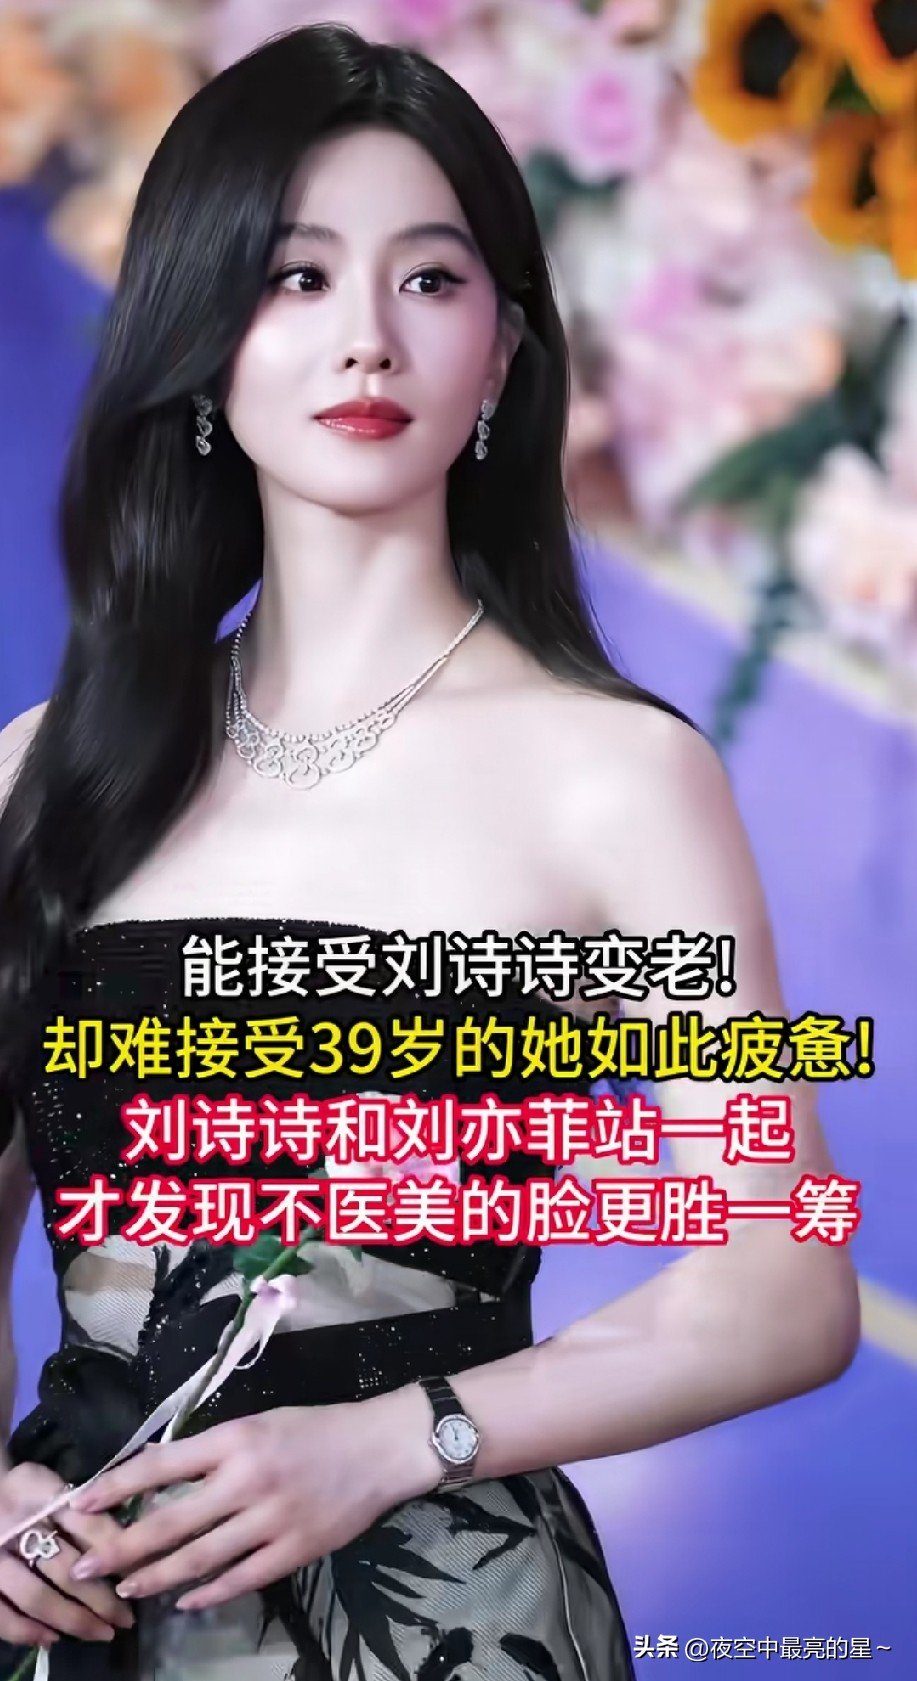 能接受刘诗诗变老!
却难接受39岁的她如此疲惫!
刘诗诗和刘亦菲站一起
才发现不医美的脸更胜一筹
头条 @夜空中最亮的星~